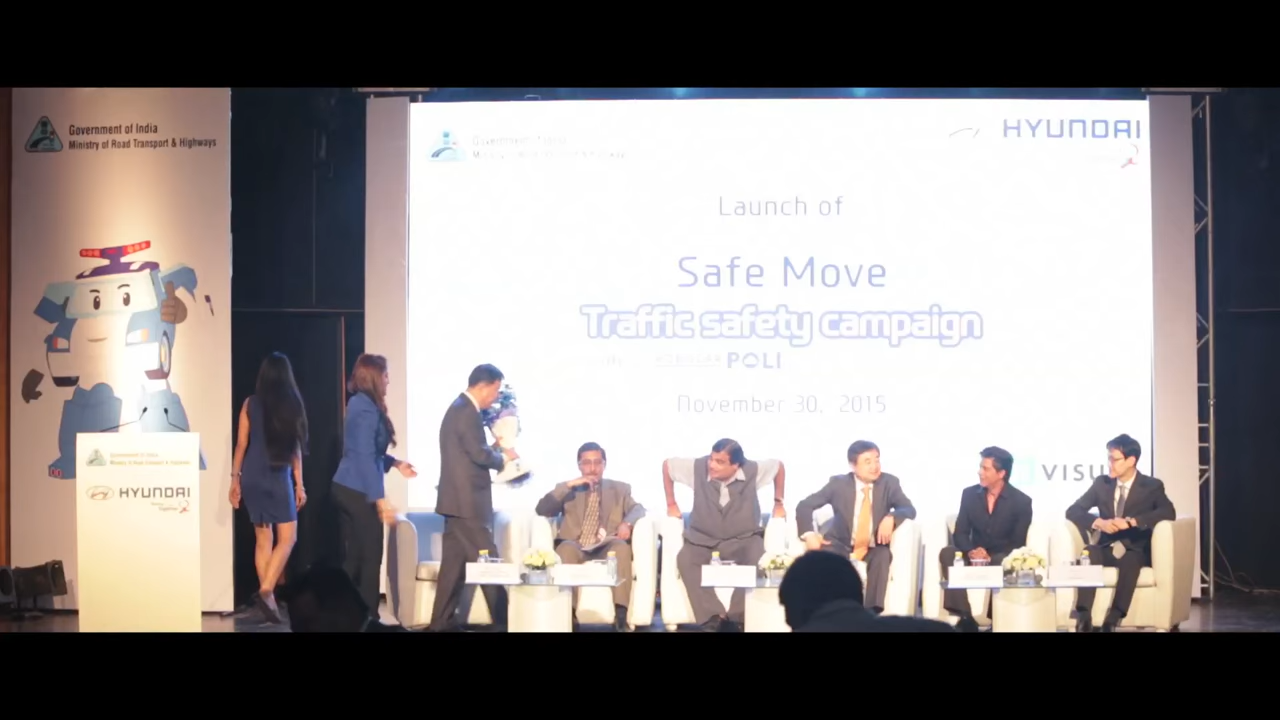 Government of India
Ministry of Road Transport & Highways
HYUNDAI
Launch of
Safe Move
Traffic safety campaign
POLI
November 30, 2015
HYUNDAI